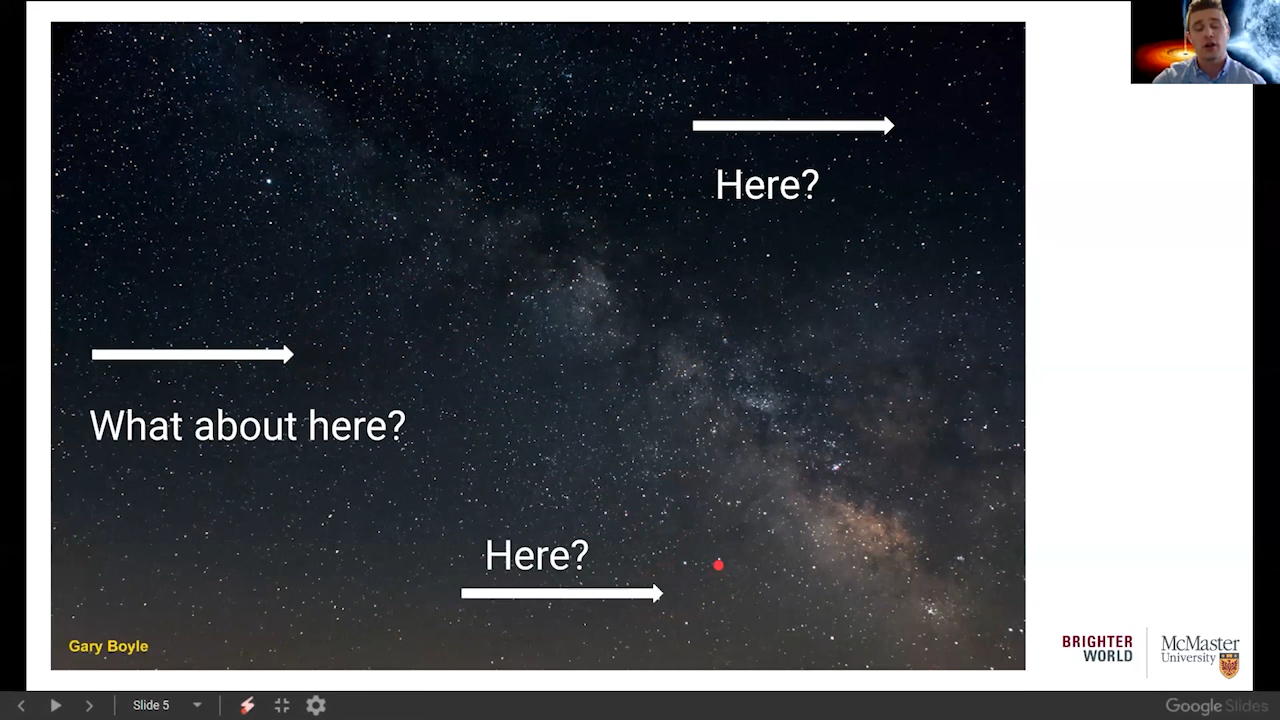 Here?
What about here?
Here?
Gary Boyle
BRIGHTER
WORLD
McMaster
University
Slide 5
Google Slides